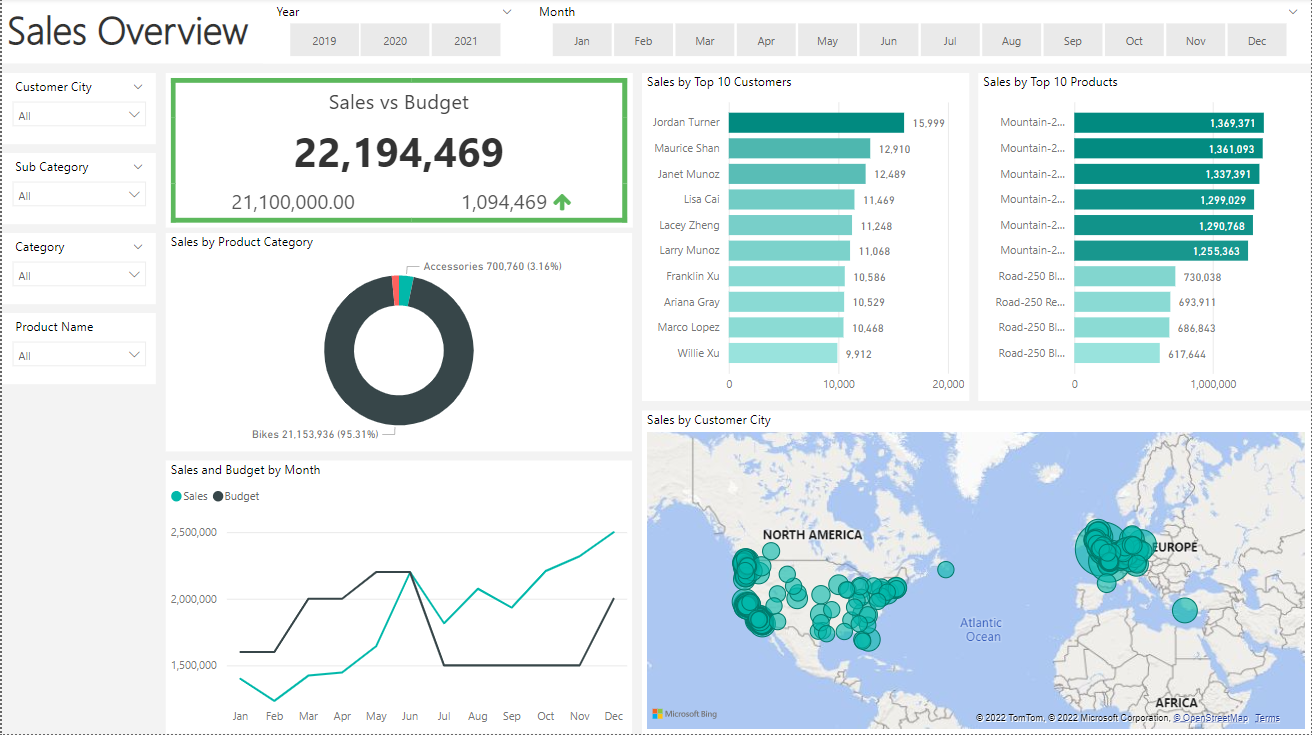 Sales Overview
Year
2019 2020 2021
Month
Jan Feb Mar Apr May Jun Jul Aug Sep Oct Nov Dec
Customer City
All
Sub Category
All
Category
All
Product Name
All
Sales vs Budget
22,194,469
21,100,000.00 1,094,469
Sales by Product Category
Accessories 700,760 (3.16%)
Bikes 21,153,936 (95.31%)
Sales and Budget by Month
Sales Budget
2,500,000
2,000,000
1,500,000
Jan Feb Mar Apr May Jun Jul Aug Sep Oct Nov Dec
Sales by Top 10 Customers
Jordan Turner 15,999
Maurice Shan 12,910
Janet Munoz 12,489
Lisa Cai 11,469
Lacey Zheng 11,248
Larry Munoz 11,068
Franklin Xu 10,586
Ariana Gray 10,529
Marco Lopez 10,468
Willie Xu 9,912
0 10,000 20,000
Sales by Top 10 Products
Mountain-2... 1,369,371
Mountain-2... 1,361,093
Mountain-2... 1,337,391
Mountain-2... 1,299,029
Mountain-2... 1,290,768
Mountain-2... 1,255,363
Road-250 Bl... 730,038
Road-250 Re... 693,911
Road-250 Bl... 686,843
Road-250 Bl... 617,644
0 1,000,000
Sales by Customer City
NORTH AMERICA
EUROPE
Atlantic
Ocean
AFRICA
Microsoft Bing
© 2022 TomTom, © 2022 Microsoft Corporation, © OpenStreetMap Terms